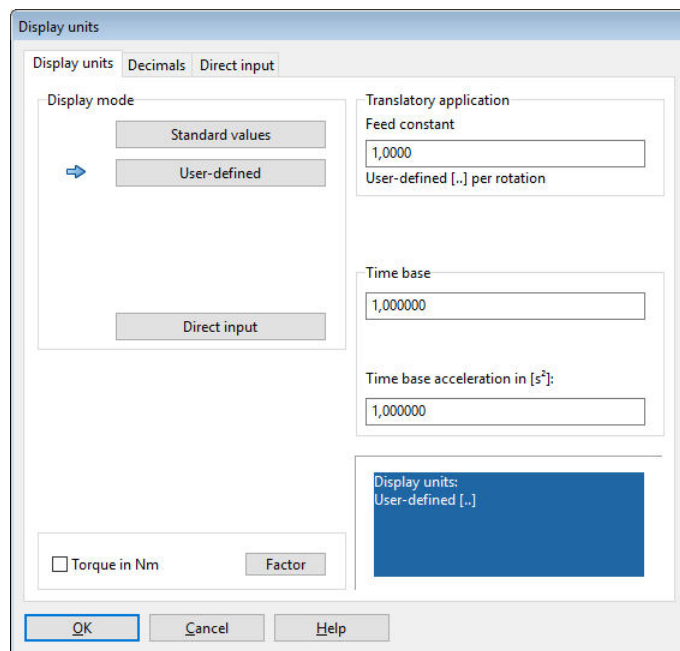 Display units
Display units Decimals Direct input
Display mode
Standard values
User-defined
Direct input
Torque in Nm
Factor
Translatory application
Feed constant
1,0000
User-defined [..] per rotation
Time base
1,000000
Time base acceleration in [s²]:
1,000000
Display units:
User-defined [..]
OK Cancel Help